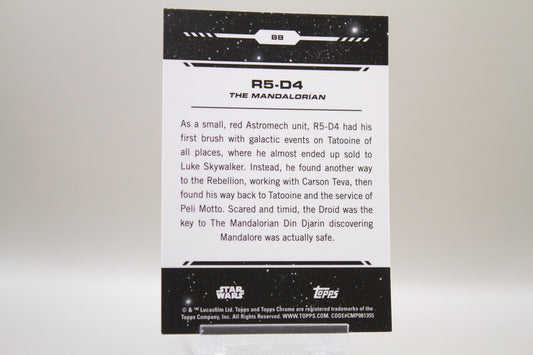 88
R5-D4
THE MANDALORIAN
As a small, red Astromech unit, R5-D4 had his
first brush with galactic events on Tatooine of
all places, where he almost ended up sold to
Luke Skywalker. Instead, he found another way
to the Rebellion, working with Carson Teva, then
found his way back to Tatooine and the service of
Peli Motto. Scared and timid, the Droid was the
key to The Mandalorian Din Djarin discovering
Mandalore was actually safe.
STAR
WARS
Topps
© & ™ Lucasfilm Ltd. Topps and Topps Chrome are registered trademarks of the
Topps Company, Inc. All Rights Reserved. WWW.TOPPS.COM. CODE#CMP081355